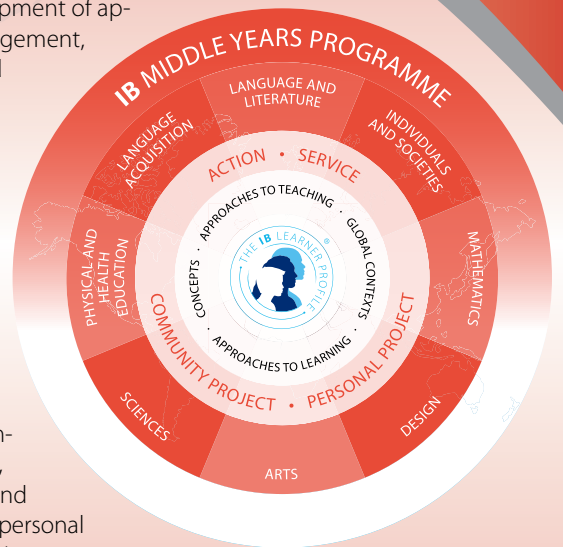 pment of ap-
gement,
IB MIDDLE YEARS PROGRAMME
LANGUAGE AND
LITERATURE
INDIVIDUALS
AND SOCIETIES
MATHEMATICS
DESIGN
ARTS
SCIENCES
PHYSICAL AND
HEALTH
EDUCATION
LANGUAGE
ACQUISITION
ACTION • SERVICE
PERSONAL PROJECT
• COMMUNITY PROJECT
APPROACHES TO TEACHING ·
GLOBAL CONTEXTS ·
APPROACHES TO LEARNING ·
CONCEPTS ·
THE IB LEARNER PROFILE ®
n-
nd
personal